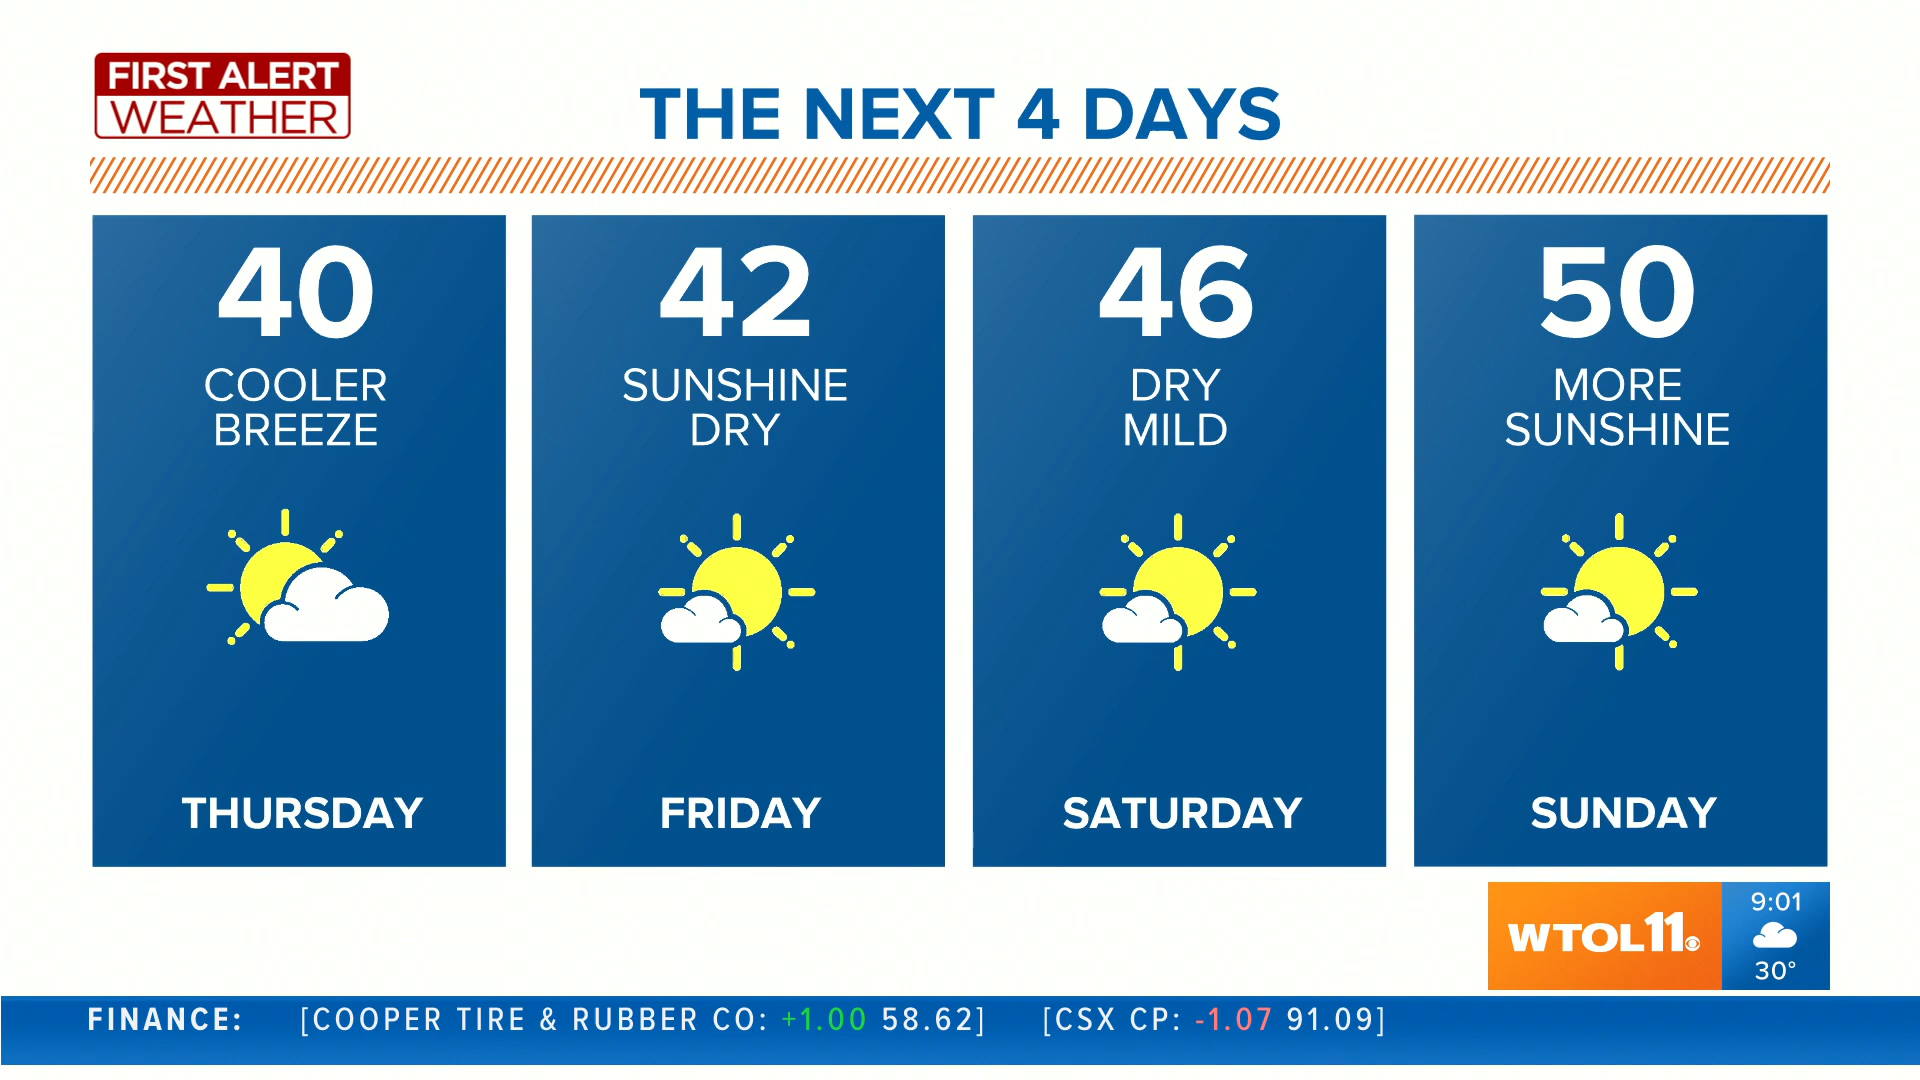 FIRST ALERT
WEATHER
THE NEXT 4 DAYS
40
COOLER
BREEZE
THURSDAY
42
SUNSHINE
DRY
FRIDAY
46
DRY
MILD
SATURDAY
50
MORE
SUNSHINE
SUNDAY
WTOL11
9:01
30°
FINANCE: [COOPER TIRE & RUBBER CO: +1.00 58.62] [CSX CP: -1.07 91.09]